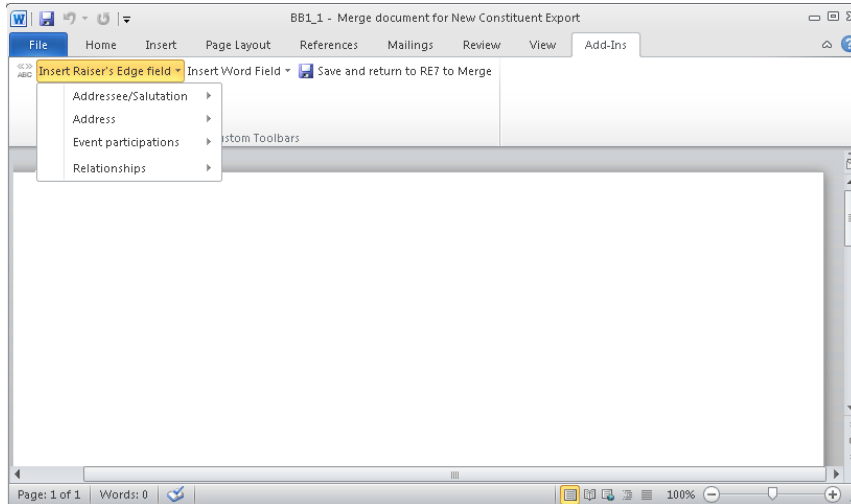 W BB1_1 - Merge document for New Constituent Export
File Home Insert Page Layout References Mailings Review View Add-Ins
«» ABC Insert Raiser's Edge field Insert Word Field Save and return to RE7 to Merge
Addressee/Salutation
Address
Event participations
stom Toolbars
Relationships
Page: 1 of 1 Words: 0 100%